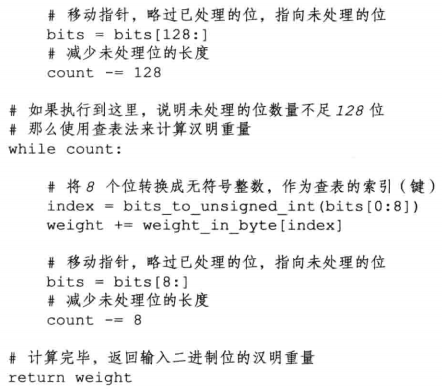 # 移动指针，略过已处理的位，指向未处理的位
bits = bits[128:]
# 减少未处理位的长度
count -= 128
# 如果执行到这里，说明未处理的位数量不足 128 位
# 那么使用查表法来计算汉明重量
while count:
# 将 8 个位转换成无符号整数，作为查表的索引（键）
index = bits_to_unsigned_int(bits[0:8])
weight += weight_in_byte[index]
# 移动指针，略过已处理的位，指向未处理的位
bits = bits[8:]
# 减少未处理位的长度
count -= 8
# 计算完毕，返回输入二进制位的汉明重量
return weight